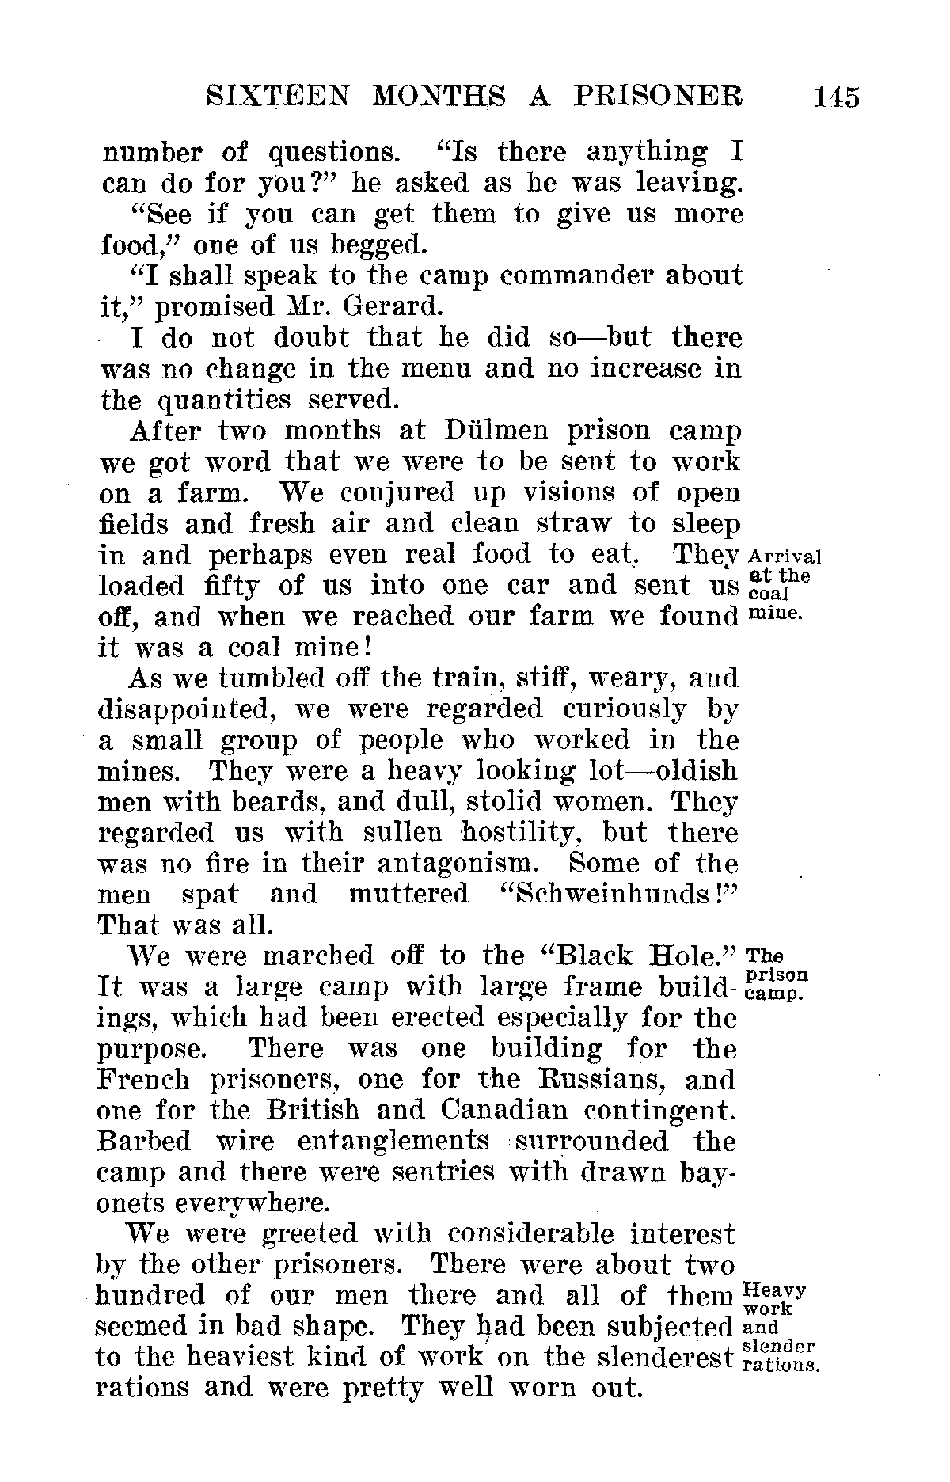 SIXTEEN MONTHS A PRISONER 145
number of questions. “Is there anything I
can do for you?” he asked as he was leaving.
“See if you can get them to give us more
food,” one of us begged.
“I shall speak to the camp commander about
it,” promised Mr. Gerard.
I do not doubt that he did so—but there
was no change in the menu and no increase in
the quantities served.
After two months at Dülmen prison camp
we got word that we were to be sent to work
on a farm. We conjured up visions of open
fields and fresh air and clean straw to sleep
in and perhaps even real food to eat. They
loaded fifty of us into one car and sent us
off, and when we reached our farm we found
it was a coal mine!
Arrival
at the
coal
mine.
As we tumbled off the train, stiff, weary, and
disappointed, we were regarded curiously by
a small group of people who worked in the
mines. They were a heavy looking lot—oldish
men with beards, and dull, stolid women. They
regarded us with sullen hostility, but there
was no fire in their antagonism. Some of the
men spat and muttered “Schweinhunds!”
That was all.
We were marched off to the “Black Hole.”
It was a large camp with large frame build-
ings, which had been erected especially for the
The
prison
camp.
purpose. There was one building for the
French prisoners, one for the Russians, and
one for the British and Canadian contingent.
Barbed wire entanglements surrounded the
camp and there were sentries with drawn bay-
onets everywhere.
We were greeted with considerable interest
by the other prisoners. There were about two
hundred of our men there and all of them
seemed in bad shape. They had been subjected
to the heaviest kind of work on the slenderest
rations and were pretty well worn out.
Heavy
work
and
slender
rations.